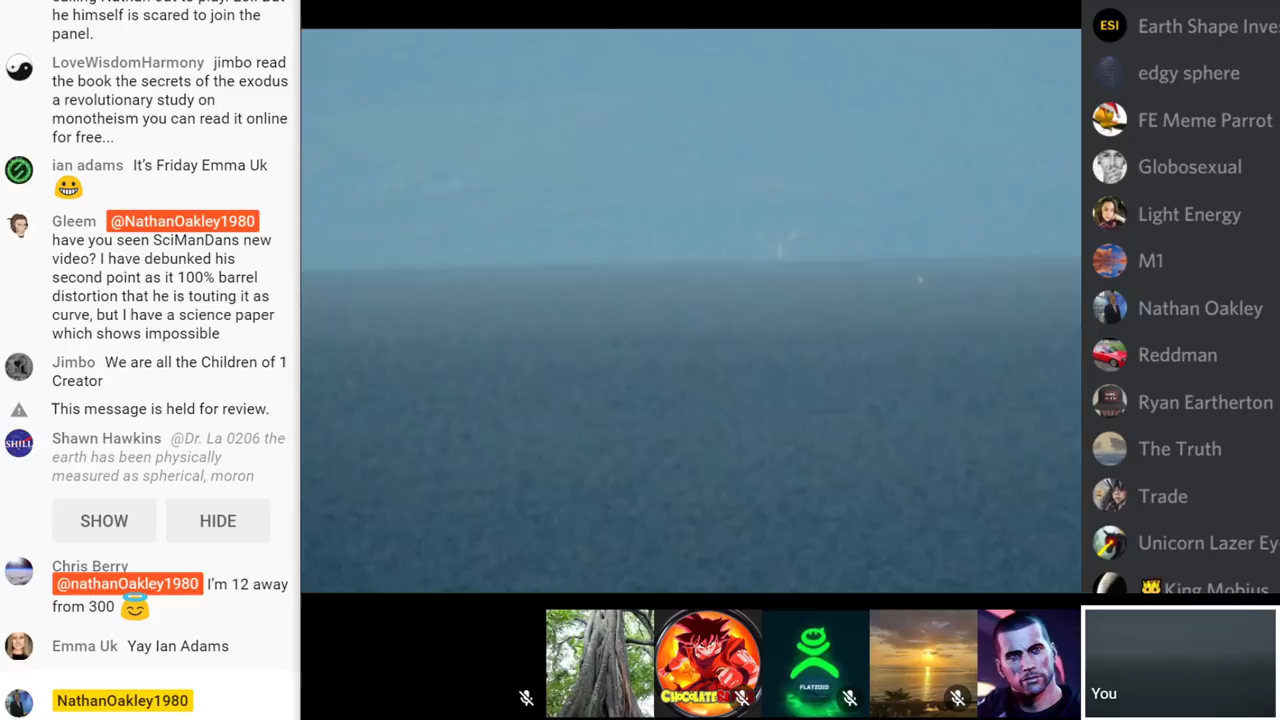 he himself is scared to join the
panel.
LoveWisdomHarmony jimbo read
the book the secrets of the exodus
a revolutionary study on
monotheism you can read it online
for free...
ian adams It's Friday Emma Uk
Gleem @NathanOakley1980
have you seen SciManDans new
video? I have debunked his
second point as it 100% barrel
distortion that he is touting it as
curve, but I have a science paper
which shows impossible
Jimbo We are all the Children of 1
Creator
This message is held for review.
SHILL
Shawn Hawkins @Dr. La 0206 the
earth has been physically
measured as spherical, moron
SHOW HIDE
Chris Berry
@nathanOakley1980 I'm 12 away
from 300
Emma Uk Yay Ian Adams
NathanOakley1980
CHOCOLATE
FLATZOID
You
ESI Earth Shape Inve
edgy sphere
FE Meme Parrot
Globosexual
Light Energy
M1
Nathan Oakley
Reddman
Ryan Eartherton
The Truth
Trade
Unicorn Lazer Ey
King Mobius